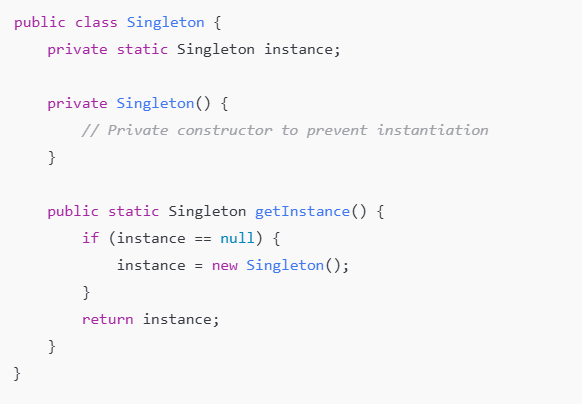 public class Singleton {
    private static Singleton instance;

    private Singleton() {
        // Private constructor to prevent instantiation
    }

    public static Singleton getInstance() {
        if (instance == null) {
            instance = new Singleton();
        }
        return instance;
    }
}